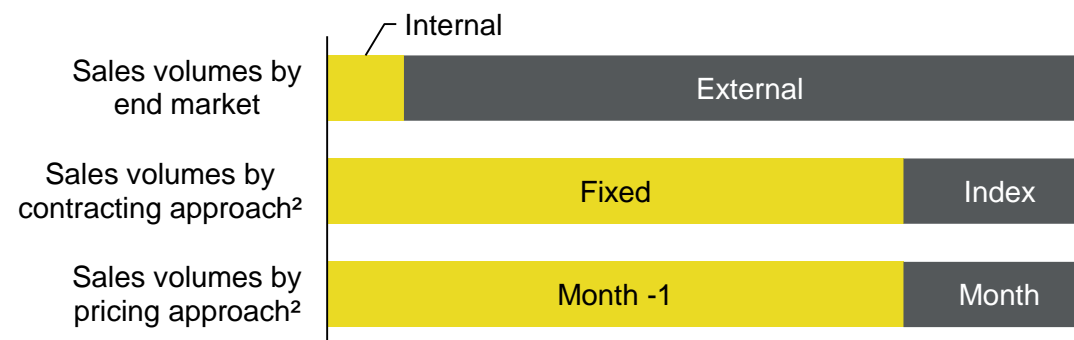 Internal
Sales volumes by
end market
External
Sales volumes by
contracting approach²
Fixed
Index
Sales volumes by
pricing approach²
Month -1
Month